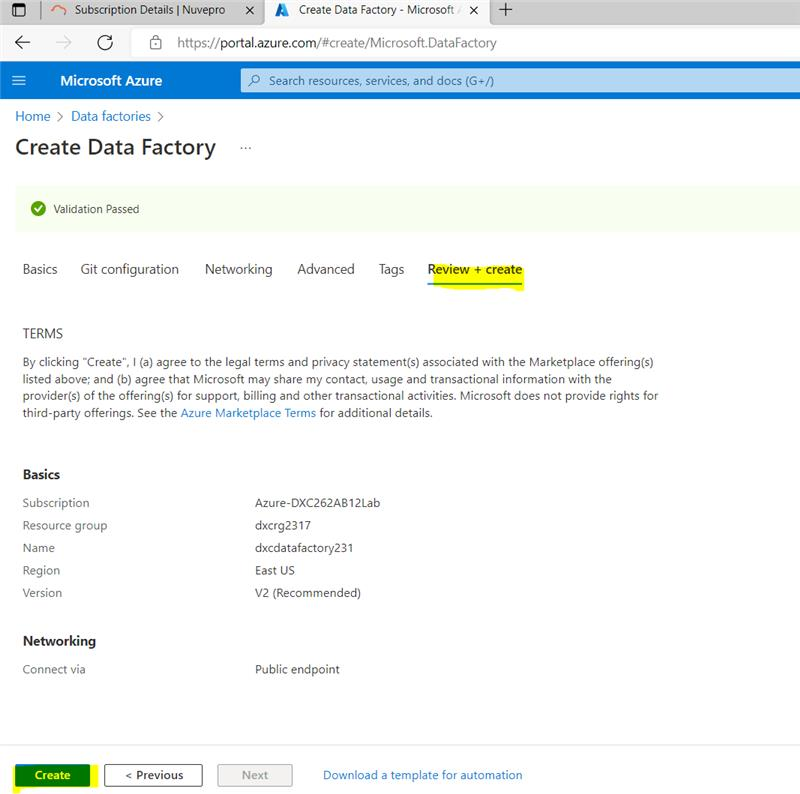 Subscription Details | Nuvepro
Create Data Factory - Microsoft
https://portal.azure.com/#create/Microsoft.DataFactory
Microsoft Azure
Search resources, services, and docs (G+/)
Home > Data factories >
Create Data Factory ...
Validation Passed
Basics Git configuration Networking Advanced Tags Review + create
TERMS
By clicking "Create", I (a) agree to the legal terms and privacy statement(s) associated with the Marketplace offering(s)
listed above; and (b) agree that Microsoft may share my contact, usage and transactional information with the
provider(s) of the offering(s) for support, billing and other transactional activities. Microsoft does not provide rights for
third-party offerings. See the Azure Marketplace Terms for additional details.
Basics
Subscription Azure-DXC262AB12Lab
Resource group dxcrg2317
Name dxcdatafactory231
Region East US
Version V2 (Recommended)
Networking
Connect via Public endpoint
Create < Previous Next Download a template for automation